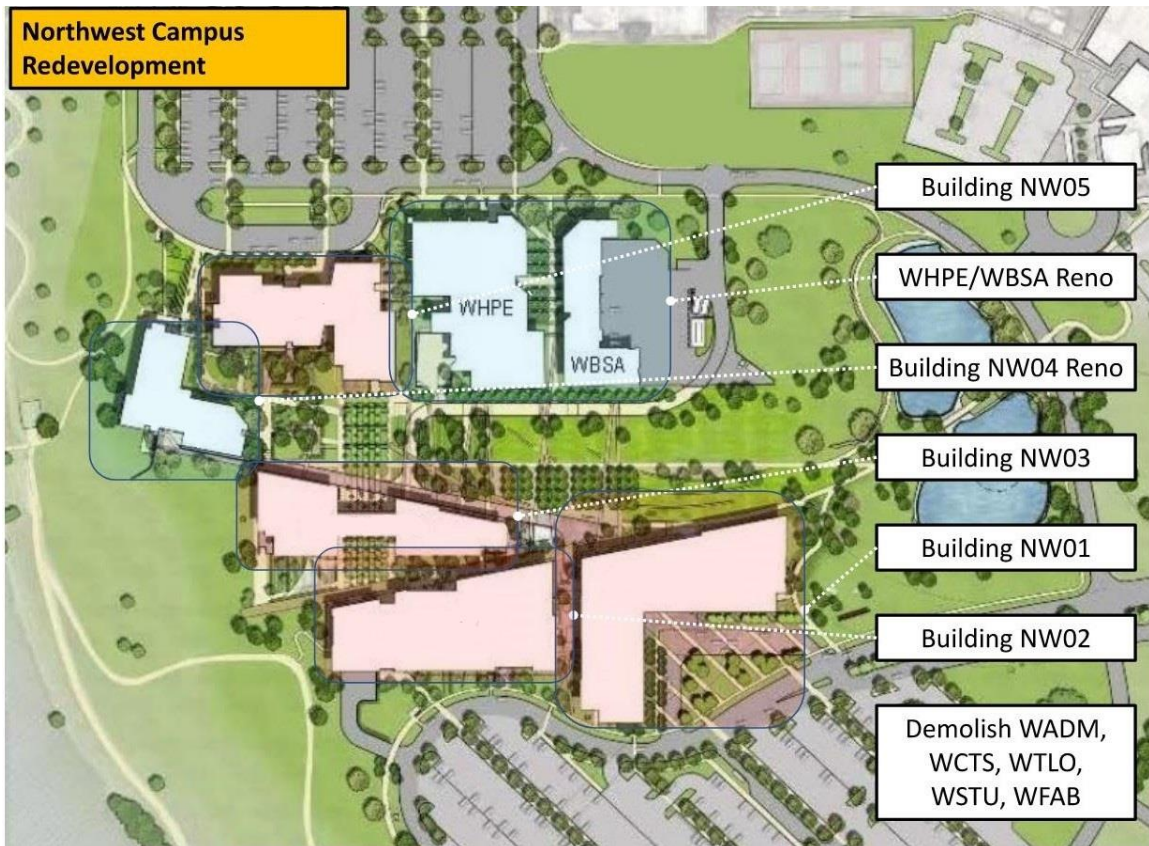 Northwest Campus
Redevelopment
Building NW05
WHPE/WBSA Reno
WHPE
WBSA
Building NW04 Reno
Building NW03
Building NW01
Building NW02
Demolish WADM,
WCTS, WTLO,
WSTU, WFAB